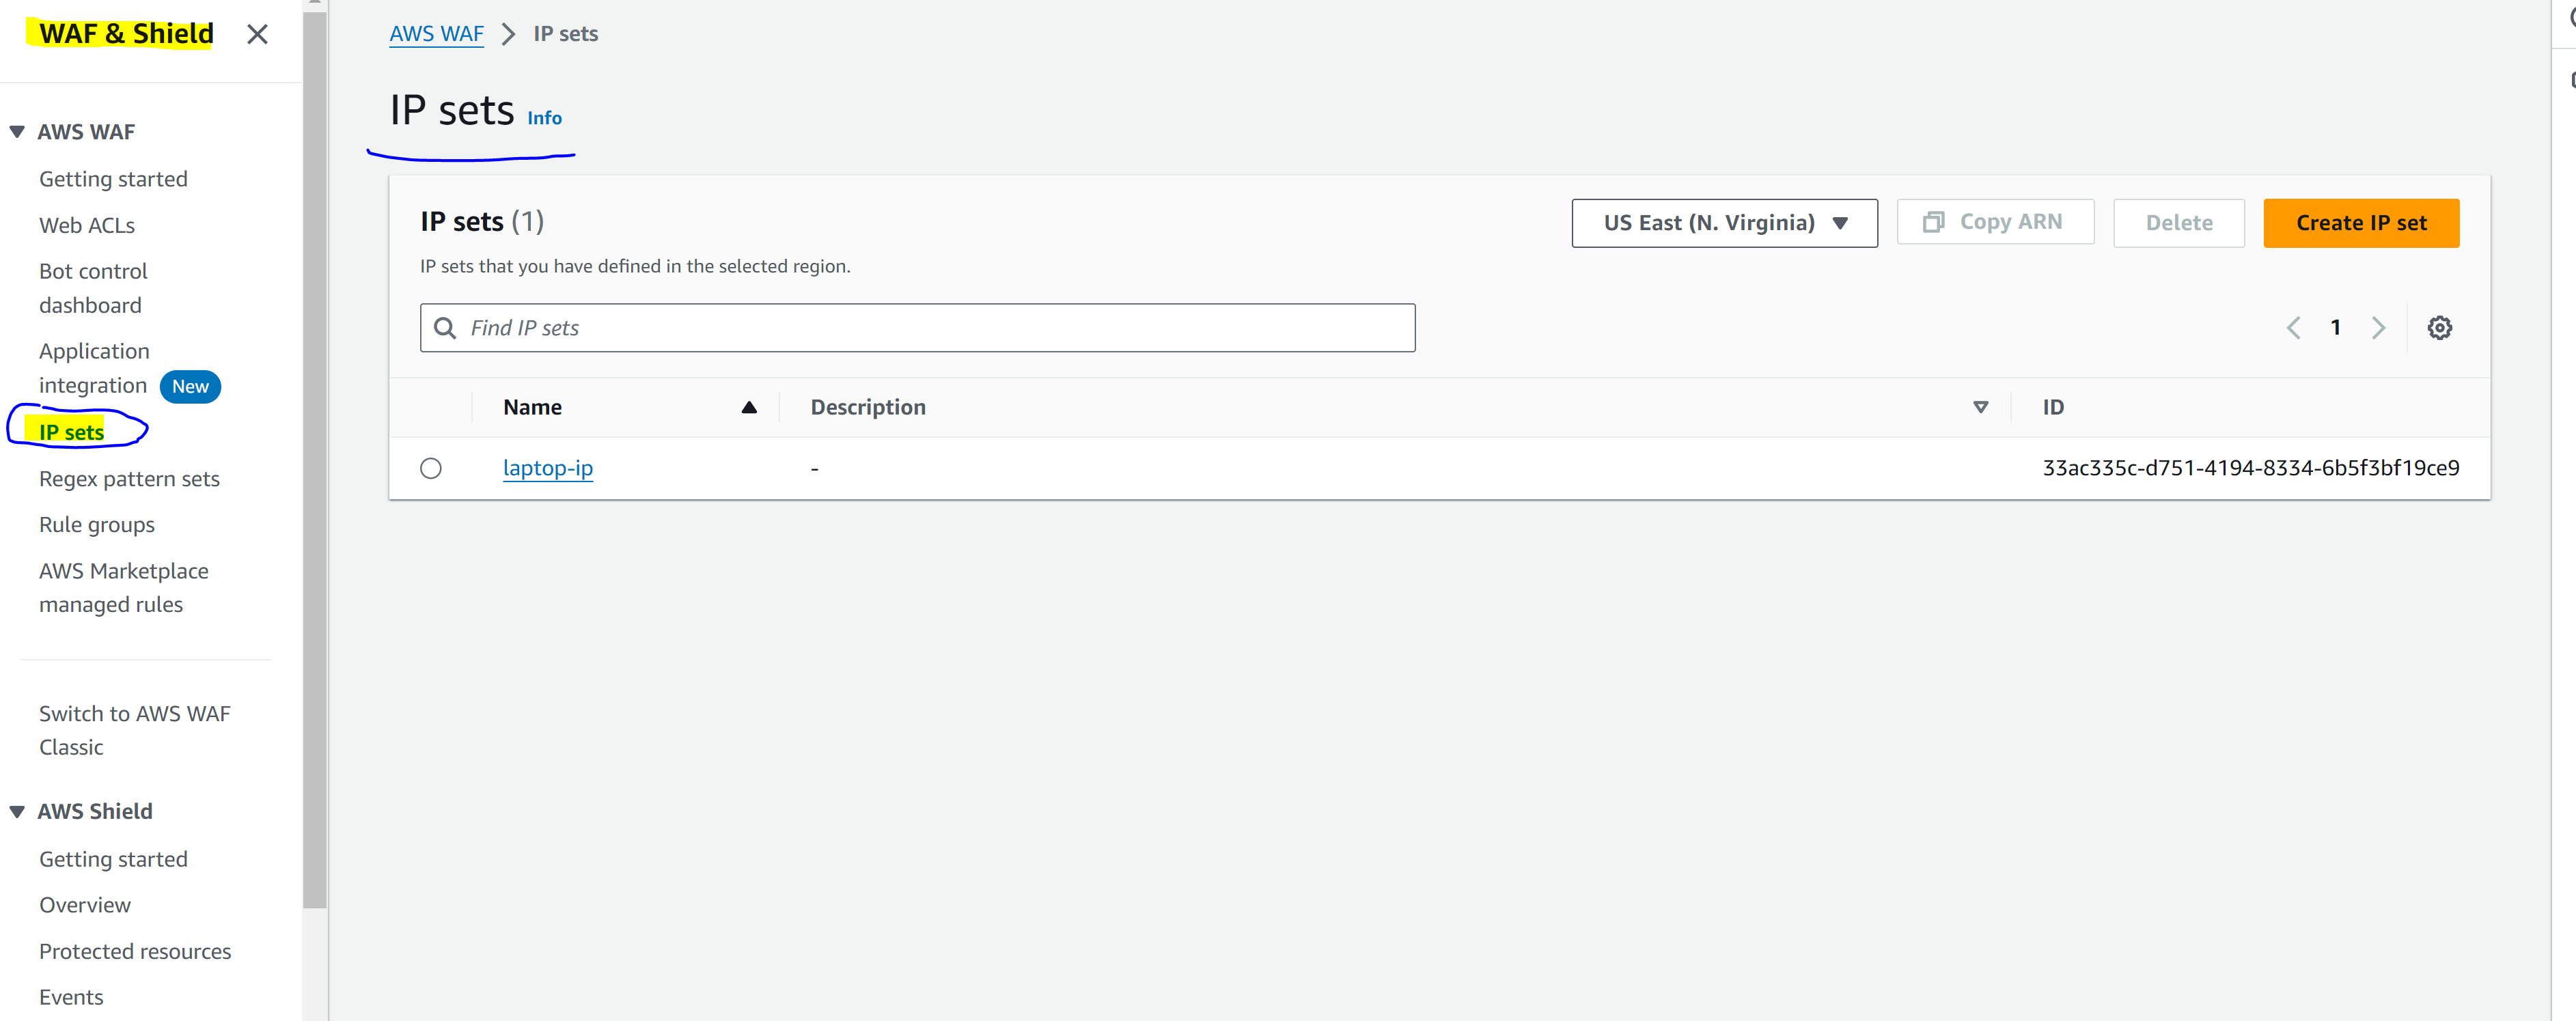 WAF & Shield
AWS WAF
Getting started
Web ACLs
Bot control
dashboard
Application
integration New
IP sets
Regex pattern sets
Rule groups
AWS Marketplace
managed rules
Switch to AWS WAF
Classic
AWS Shield
Getting started
Overview
Protected resources
Events
AWS WAF > IP sets
IP sets Info
IP sets (1)
US East (N. Virginia) Copy ARN Delete Create IP set
IP sets that you have defined in the selected region.
Find IP sets
1
Name Description ID
laptop-ip - 33ac335c-d751-4194-8334-6b5f3bf19ce9